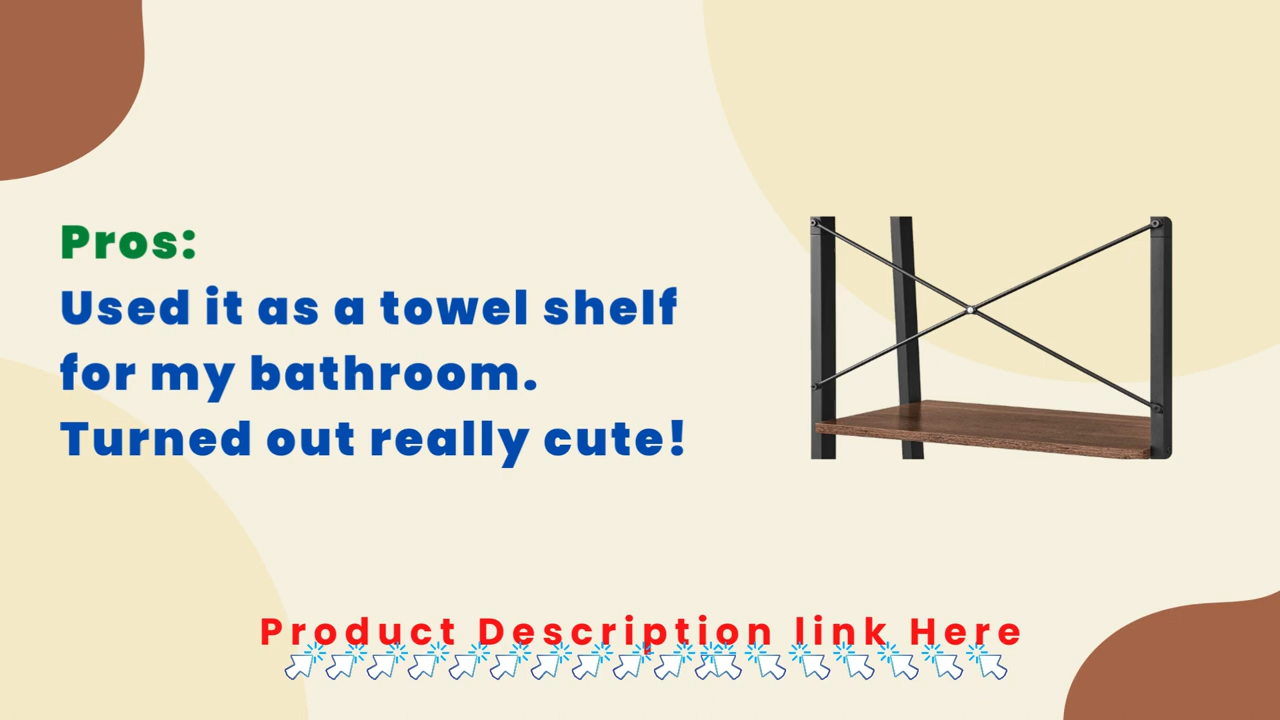 Pros:
Used it as a towel shelf
for my bathroom.
Turned out really cute!
Product Description link Here